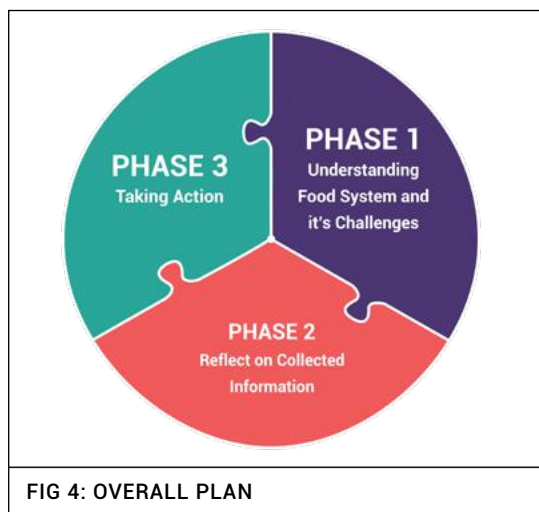 PHASE 1
Understanding
Food System and
it's Challenges
PHASE 2
Reflect on Collected
Information
PHASE 3
Taking Action
FIG 4: OVERALL PLAN